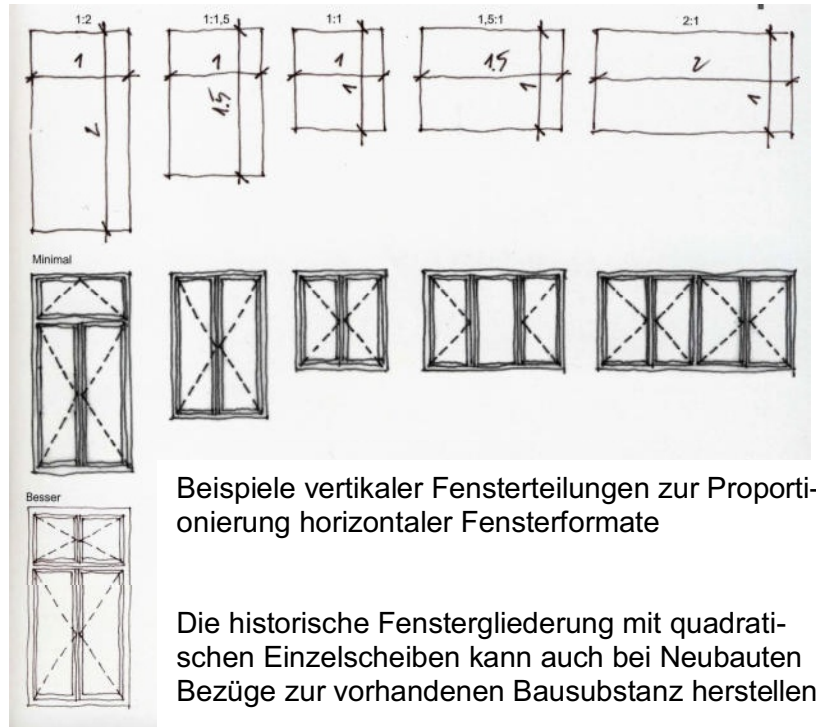 1:2 1:1,5 1:1 1,5:1 2:1
1 1 1 1.5 2
2 1.5 1 1 1
Minimal
Besser
Beispiele vertikaler Fensterteilungen zur Proporti-
onierung horizontaler Fensterformate
Die historische Fenstergliederung mit quadrati-
schen Einzelscheiben kann auch bei Neubauten
Bezüge zur vorhandenen Bausubstanz herstellen